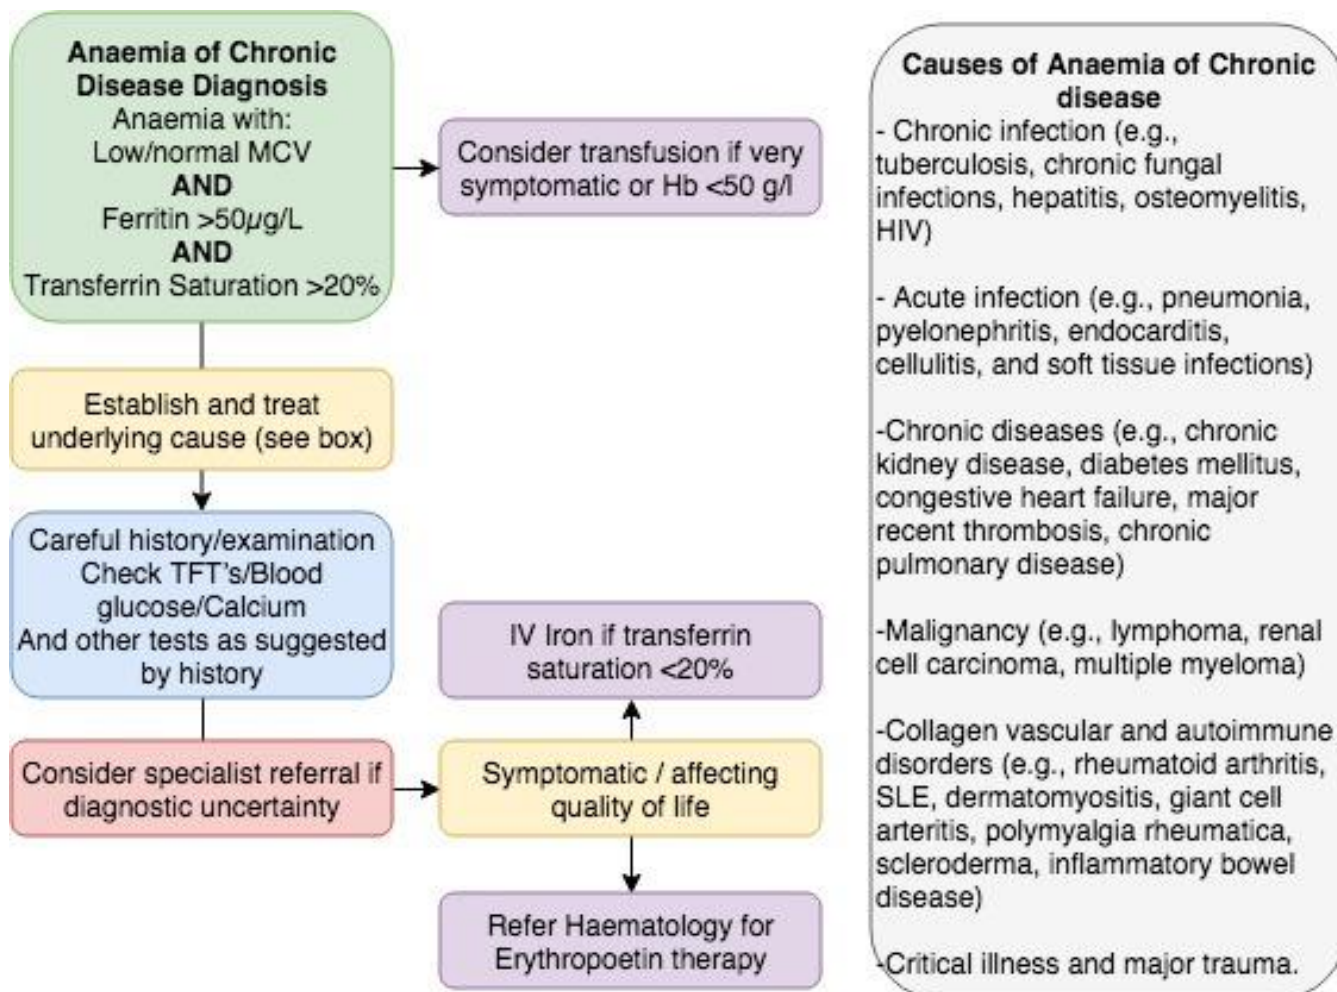 Anaemia of Chronic
Disease Diagnosis
Anaemia with:
Low/normal MCV
AND
Ferritin >50µg/L
AND
Transferrin Saturation >20%
Consider transfusion if very
symptomatic or Hb <50 g/l
Establish and treat
underlying cause (see box)
Careful history/examination
Check TFT's/Blood
glucose/Calcium
And other tests as suggested
by history
Consider specialist referral if
diagnostic uncertainty
IV Iron if transferrin
saturation <20%
Symptomatic / affecting
quality of life
Refer Haematology for
Erythropoetin therapy
Causes of Anaemia of Chronic
disease
- Chronic infection (e.g.,
tuberculosis, chronic fungal
infections, hepatitis, osteomyelitis,
HIV)
- Acute infection (e.g., pneumonia,
pyelonephritis, endocarditis,
cellulitis, and soft tissue infections)
-Chronic diseases (e.g., chronic
kidney disease, diabetes mellitus,
congestive heart failure, major
recent thrombosis, chronic
pulmonary disease)
-Malignancy (e.g., lymphoma, renal
cell carcinoma, multiple myeloma)
-Collagen vascular and autoimmune
disorders (e.g., rheumatoid arthritis,
SLE, dermatomyositis, giant cell
arteritis, polymyalgia rheumatica,
scleroderma, inflammatory bowel
disease)
-Critical illness and major trauma.